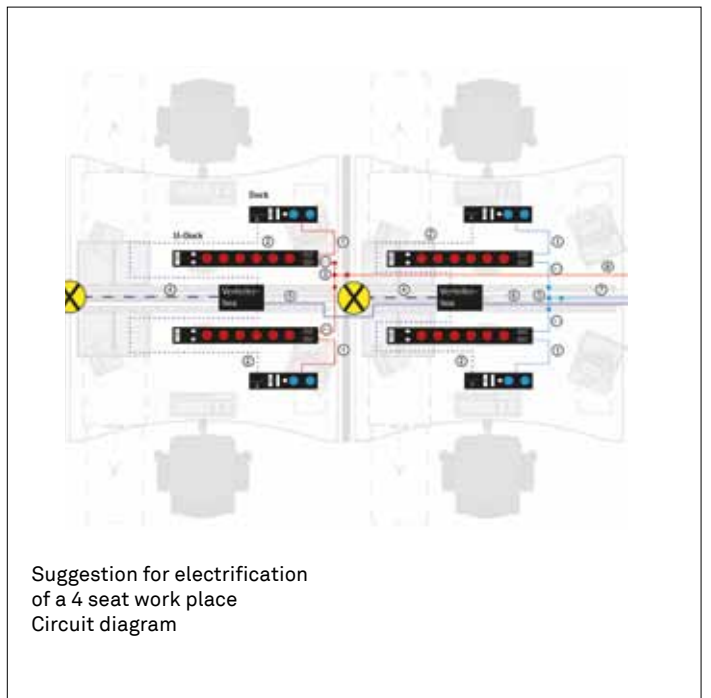 Dock
U-Dock
Verteiler-
box
Verteiler-
box
Suggestion for electrification
of a 4 seat work place
Circuit diagram